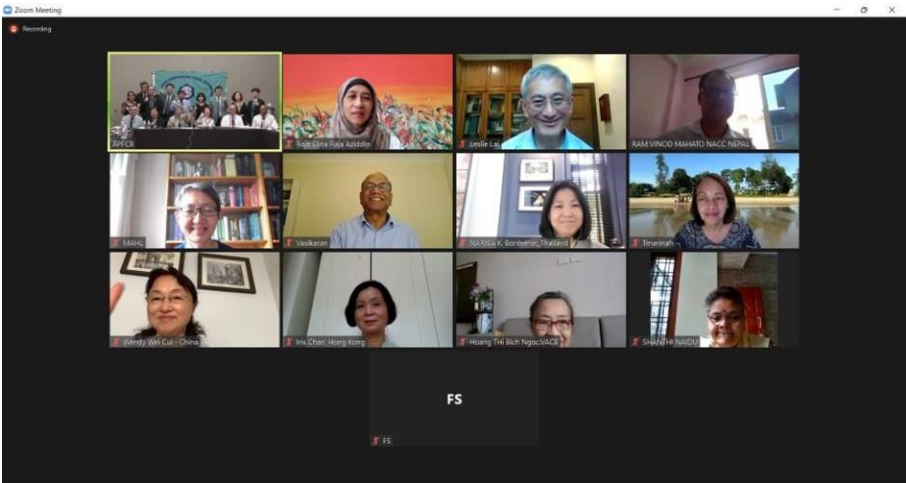 Zoom Meeting
Recording
APFCB
Raja Elina Raja Aziddin
Leslie Lai
RAM VINOD MAHATO NACC NEPAL
MAHL
Vasikaran
NARISA K. Bordeerat_Thailand
Tmarinah
Wendy Wei Cui - China
Iris Chan, Hong Kong
Hoang THi BIch Ngoc:VACB
SHANTHI NAIDU
FS
FS